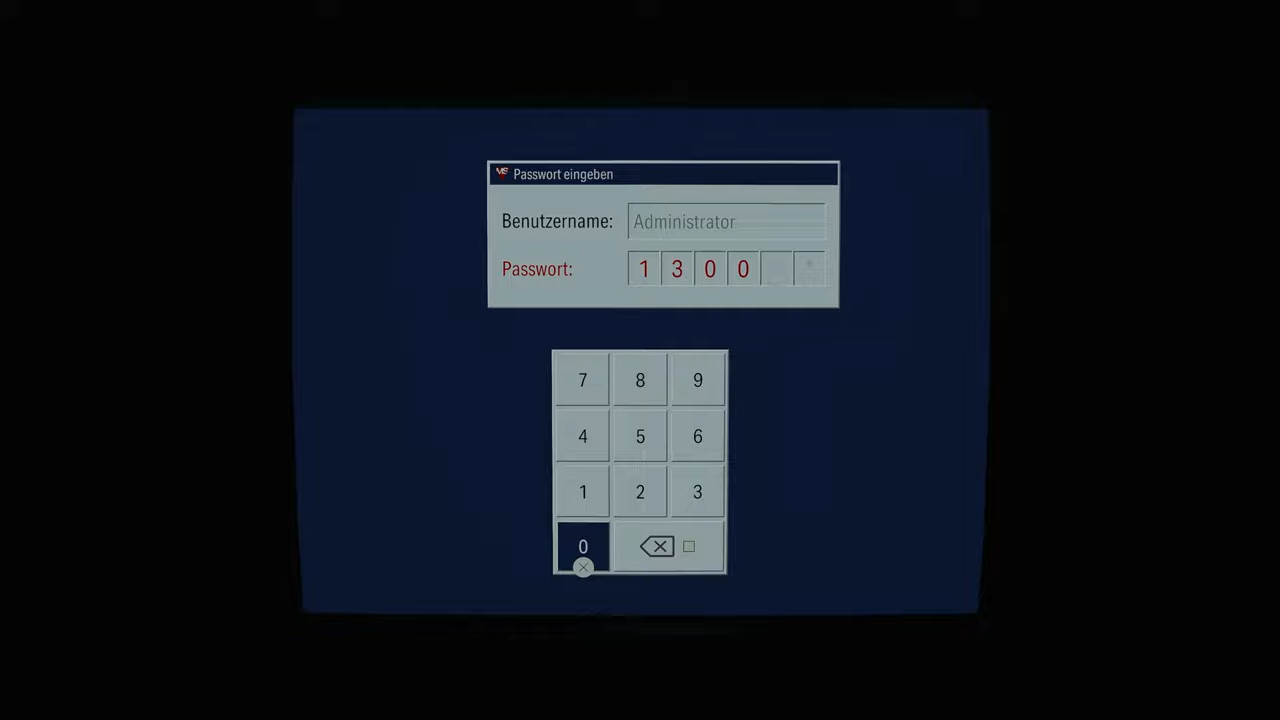 Passwort eingeben
Benutzername: Administrator
Passwort: 1 3 0 0
7 8 9
4 5 6
1 2 3
0